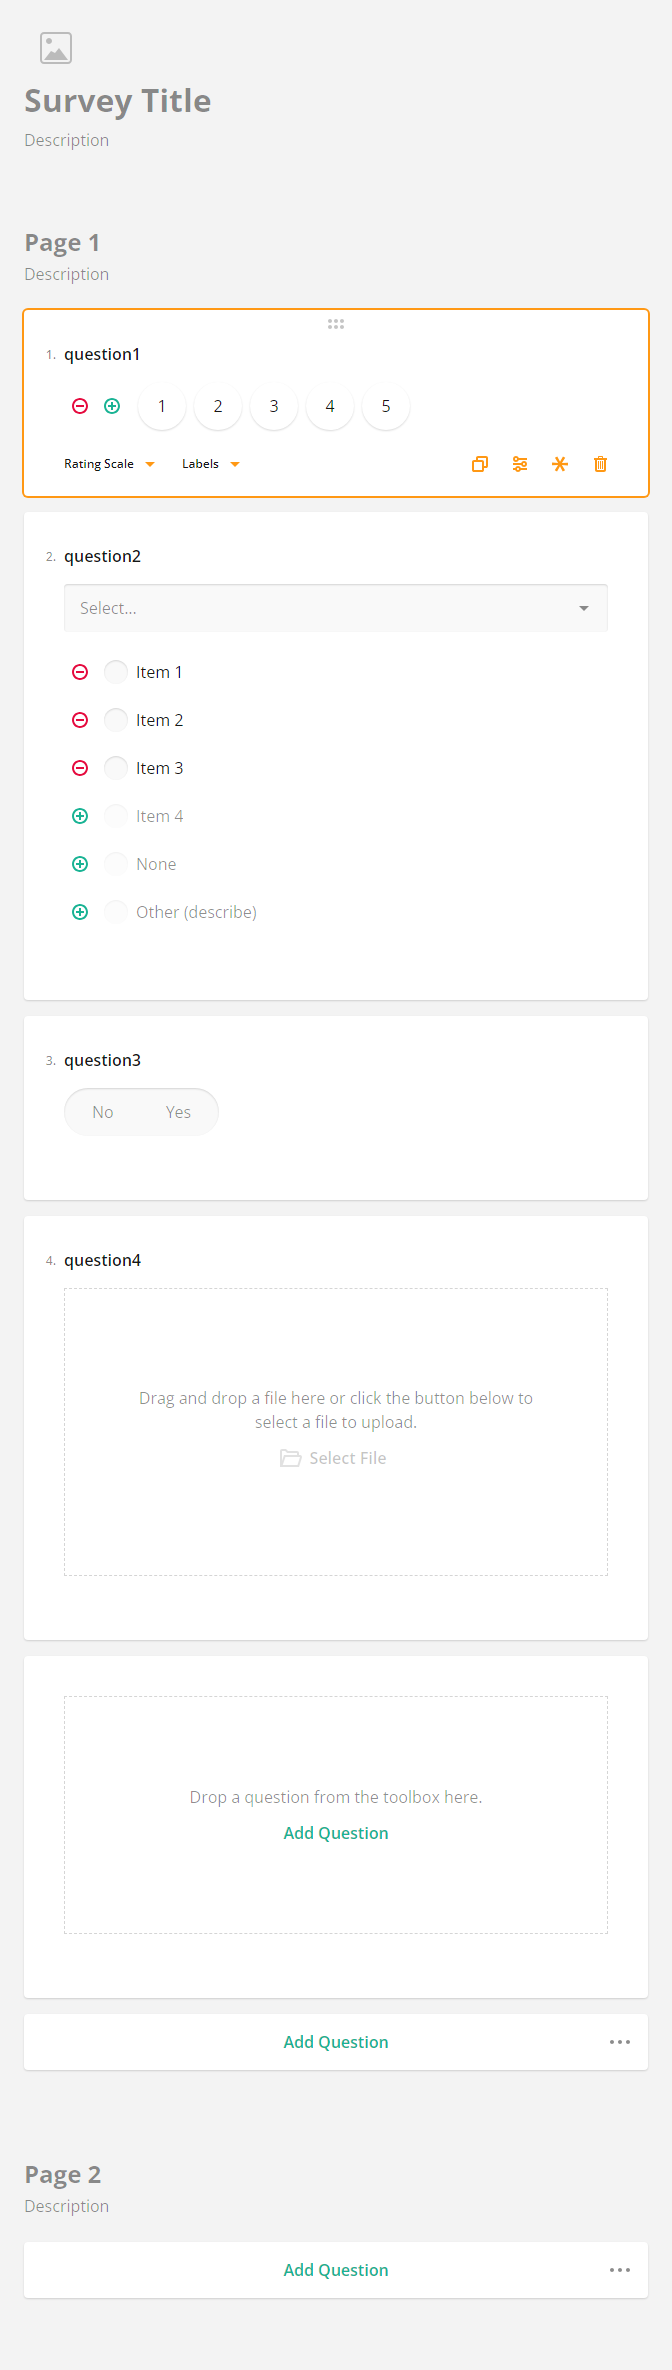 Survey Title
Description
Page 1
Description
1. question1
1 2 3 4 5
Rating Scale Labels
2. question2
Select...
Item 1
Item 2
Item 3
Item 4
None
Other (describe)
3. question3
No Yes
4. question4
Drag and drop a file here or click the button below to
select a file to upload.
Select File
Drop a question from the toolbox here.
Add Question
Add Question
Page 2
Description
Add Question